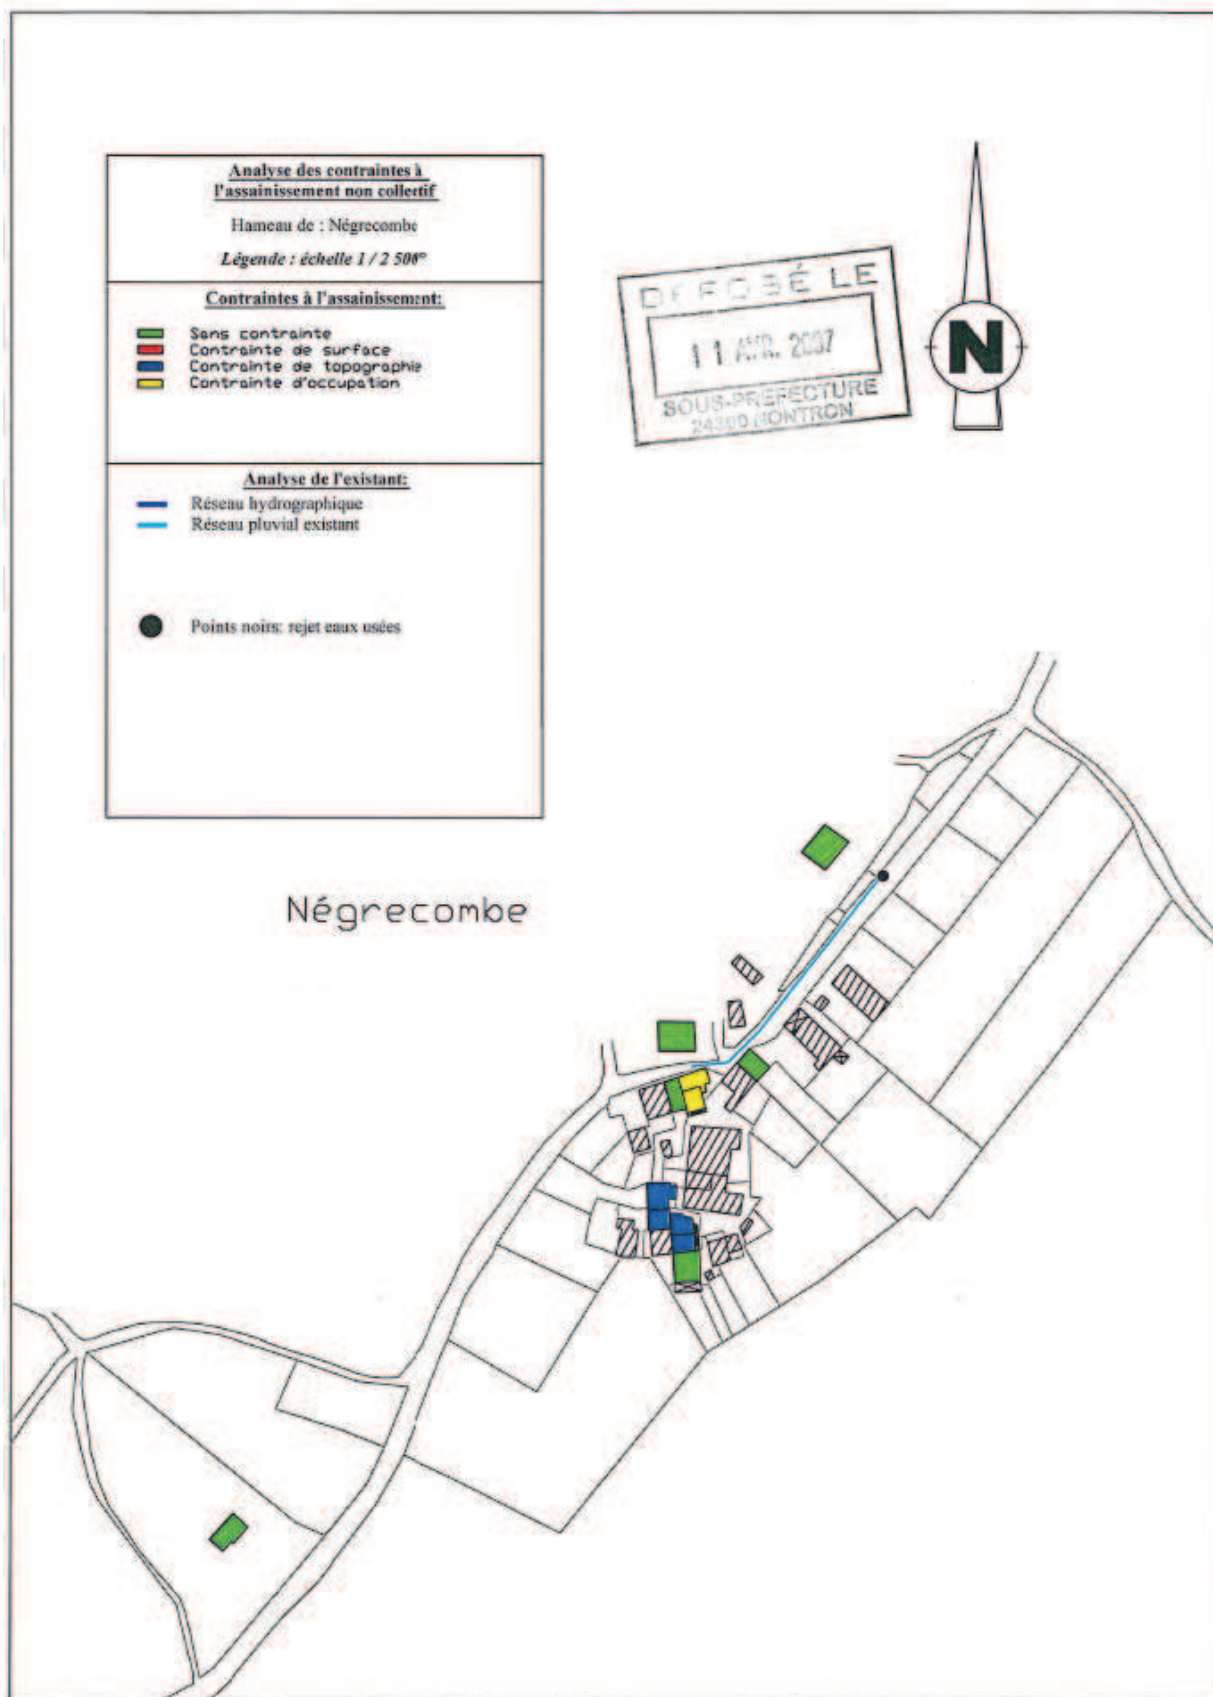 Analyse des contraintes à
l'assainissement non collectif
Hameau de : Négrecombe
Légende : échelle 1 / 2 500°
Contraintes à l'assainissement:
Sans contrainte
Contrainte de surface
Contrainte de topographie
Contrainte d'occupation
Analyse de l'existant:
Réseau hydrographique
Réseau pluvial existant
Points noirs: rejet eaux usées
DEPOSÉ LE
11 AVR. 2007
SOUS-PREFECTURE
24300 NONTRON
N
Négrecombe